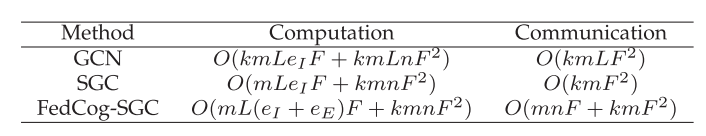 Method Computation Communication
GCN O(kmLe_I F + kmLnF^2) O(kmLF^2)
SGC O(mLe_I F + kmnF^2) O(kmF^2)
FedCog-SGC O(mL(e_I + e_E)F + kmnF^2) O(mnF + kmF^2)